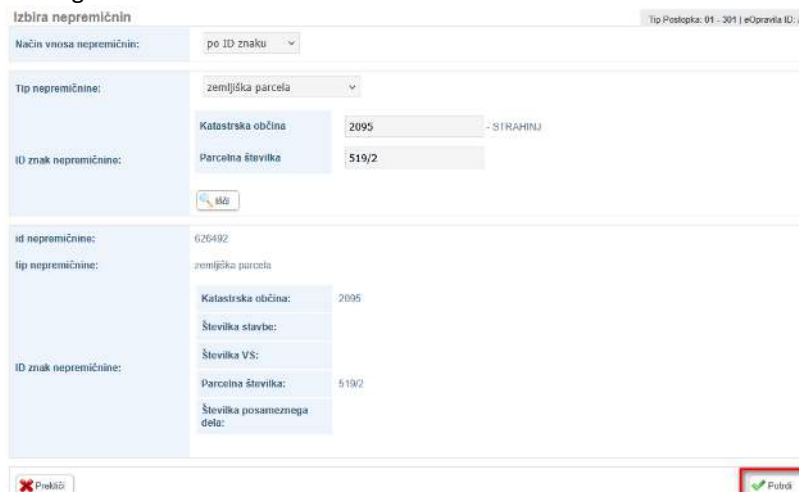 Izbira nepremičnin
Tip Postopka: 01 - 301 | eOpravila ID:
Način vnosa nepremičnin: po ID znaku
Tip nepremičnine: zemljiška parcela
Katastrska občina 2095 - STRAHINJ
ID znak nepremičnine: Parcelna številka 519/2
Išči
id nepremičnine: 626492
tip nepremičnine: zemljiška parcela
Katastrska občina: 2095
Številka stavbe:
Številka VS:
ID znak nepremičnine:
Parcelna številka: 519/2
Številka posameznega
dela:
Prekliči Potrdi